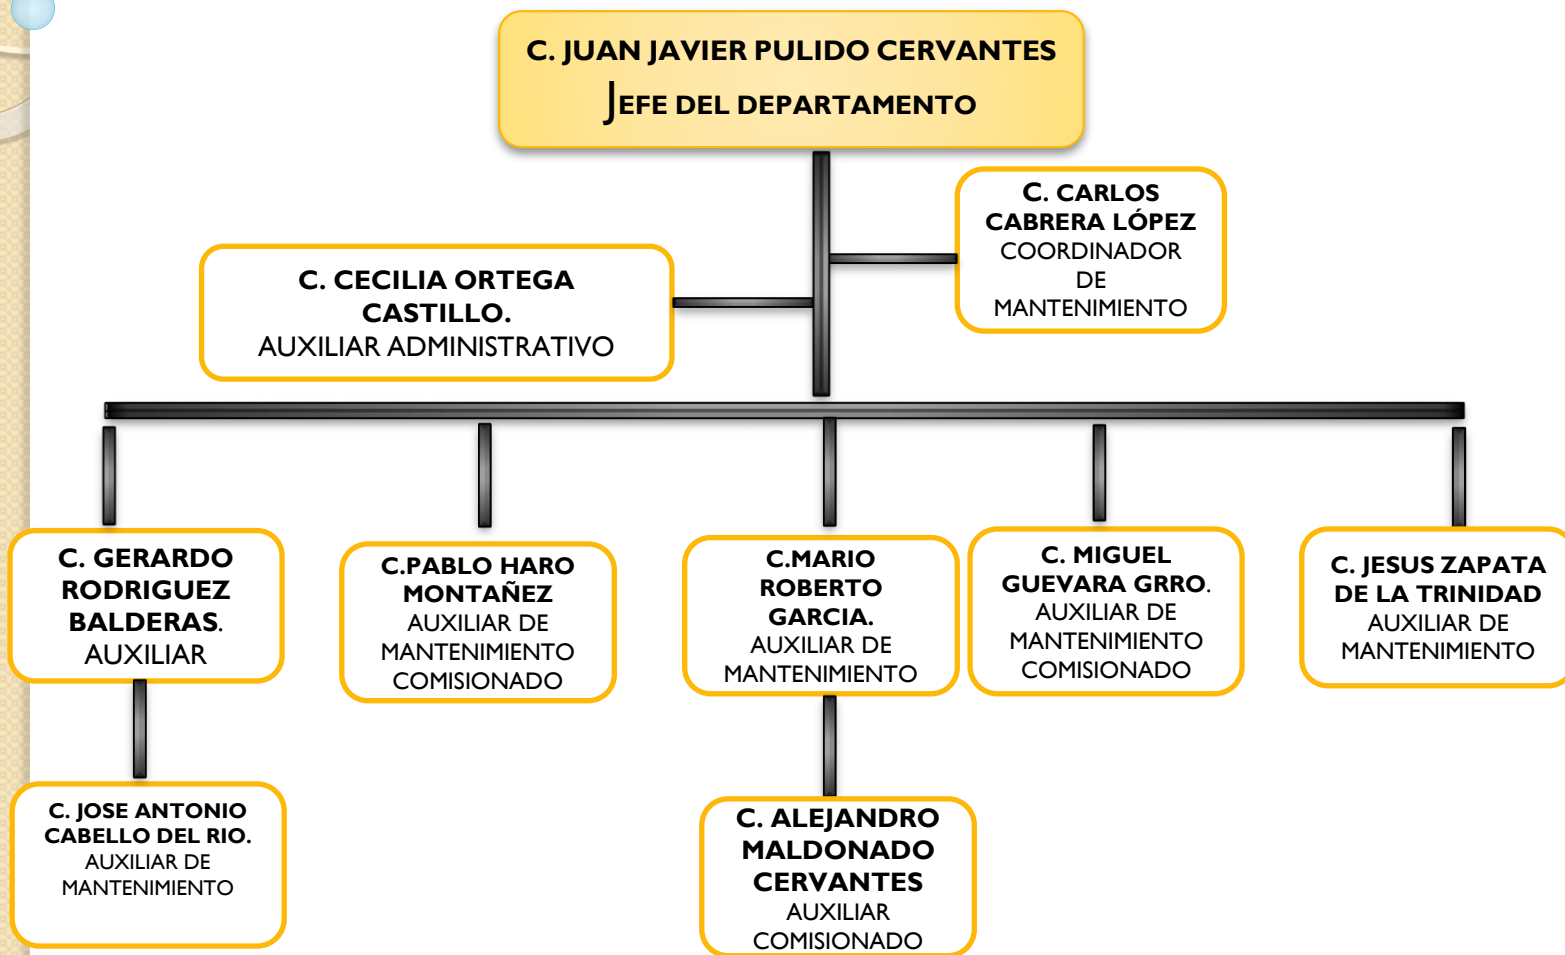 C. JUAN JAVIER PULIDO CERVANTES
JEFE DEL DEPARTAMENTO
C. CARLOS
CABRERA LÓPEZ
COORDINADOR
DE
MANTENIMIENTO
C. CECILIA ORTEGA
CASTILLO.
AUXILIAR ADMINISTRATIVO
C. GERARDO
RODRIGUEZ
BALDERAS.
AUXILIAR
C.PABLO HARO
MONTAÑEZ
AUXILIAR DE
MANTENIMIENTO
COMISIONADO
C.MARIO
ROBERTO
GARCIA.
AUXILIAR DE
MANTENIMIENTO
C. MIGUEL
GUEVARA GRRO.
AUXILIAR DE
MANTENIMIENTO
COMISIONADO
C. JESUS ZAPATA
DE LA TRINIDAD
AUXILIAR DE
MANTENIMIENTO
C. JOSE ANTONIO
CABELLO DEL RIO.
AUXILIAR DE
MANTENIMIENTO
C. ALEJANDRO
MALDONADO
CERVANTES
AUXILIAR
COMISIONADO